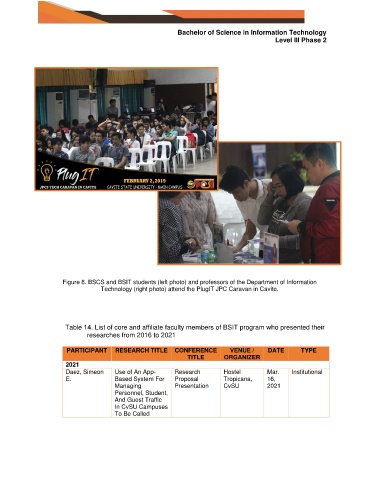 Bachelor of Science in Information Technology
Level III Phase 2
PlugIT
JPCS TECH CARAVAN IN CAVITE
FEBRUARY 2, 2019
CAVITE STATE UNIVERSITY - MAIN CAMPUS
Figure 8. BSCS and BSIT students (left photo) and professors of the Department of Information
Technology (right photo) attend the PlugIT JPC Caravan in Cavite.
Table 14. List of core and affiliate faculty members of BSIT program who presented their
researches from 2016 to 2021
PARTICIPANT RESEARCH TITLE CONFERENCE TITLE VENUE / ORGANIZER DATE TYPE
2021
Daez, Simeon Use of An App- Research Hostel Mar. Institutional
E. Based System For Proposal Tropicana, 16,
Managing Presentation CvSU 2021
Personnel, Student,
And Guest Traffic
In CvSU Campuses
To Be Called